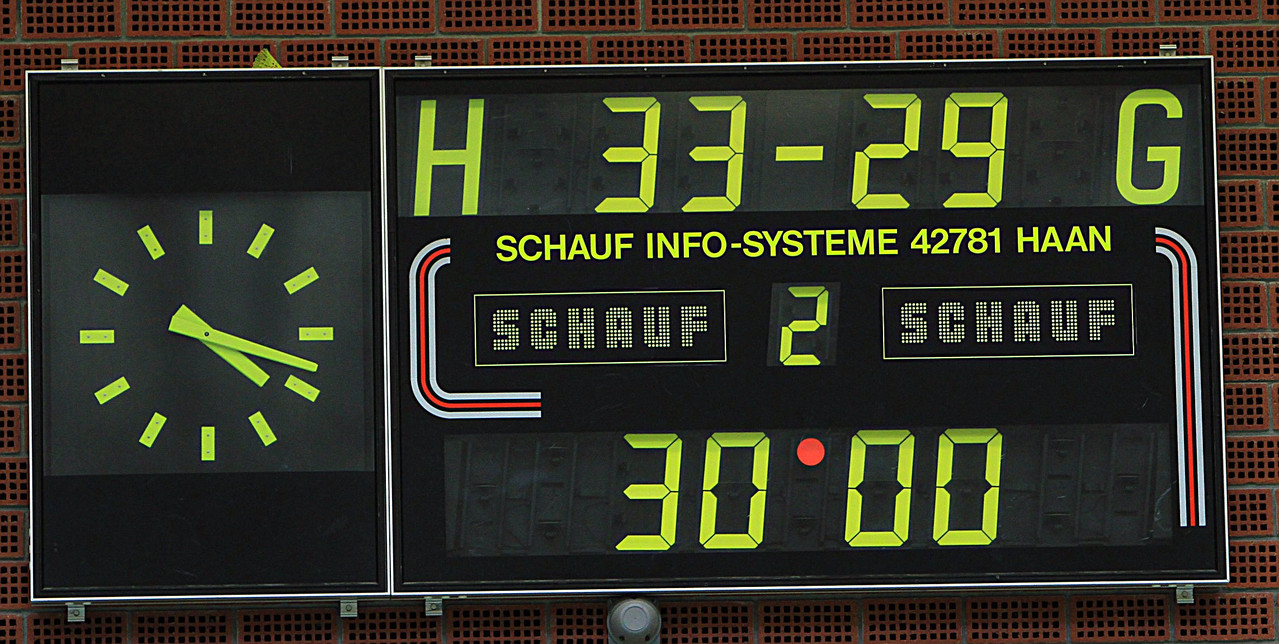 H 33-29 G
SCHAUF INFO-SYSTEME 42781 HAAN
SCHAUF 2 SCHAUF
30 00